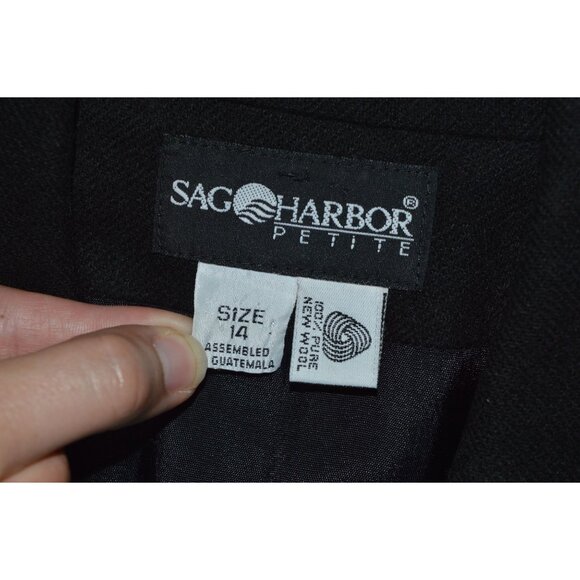 SAG HARBOR®
PETITE
SIZE
14
ASSEMBLED
GUATEMALA
100% PURE
NEW WOOL